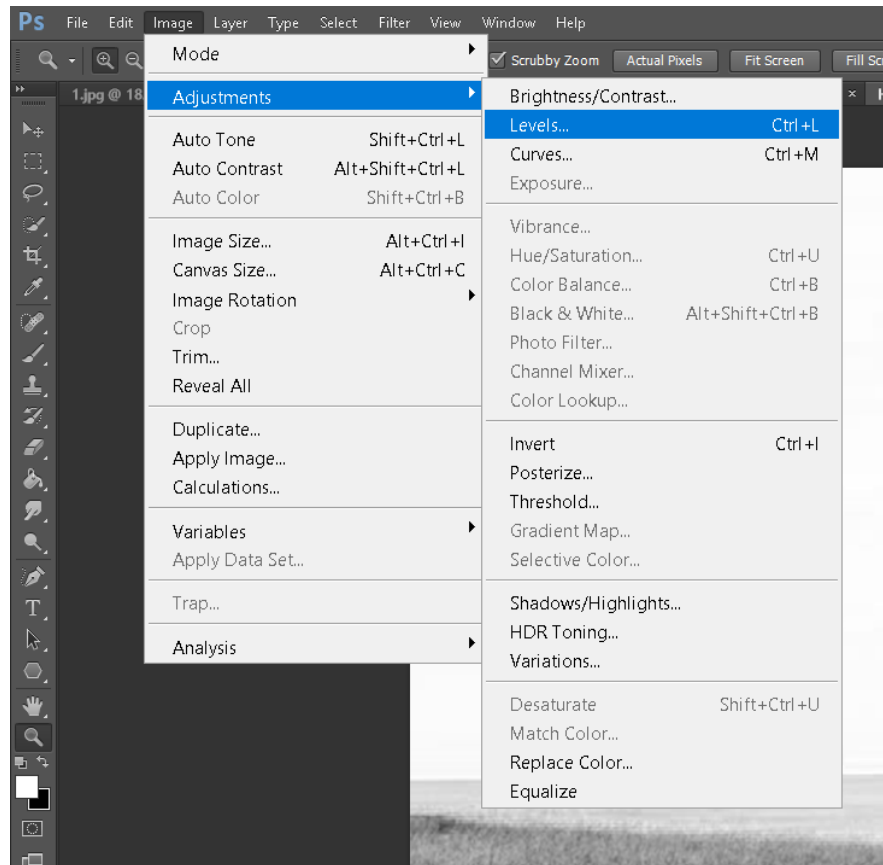 Ps File Edit Image Layer Type Select Filter View Window Help
Scrubby Zoom Actual Pixels Fit Screen Fill Sc
1.jpg @ 18.
Mode
Adjustments
Auto Tone Shift+Ctrl+L
Auto Contrast Alt+Shift+Ctrl+L
Auto Color Shift+Ctrl+B
Image Size... Alt+Ctrl+I
Canvas Size... Alt+Ctrl+C
Image Rotation
Crop
Trim...
Reveal All
Duplicate...
Apply Image...
Calculations...
Variables
Apply Data Set...
Trap...
Analysis
Brightness/Contrast...
Levels... Ctrl+L
Curves... Ctrl+M
Exposure...
Vibrance...
Hue/Saturation... Ctrl+U
Color Balance... Ctrl+B
Black & White... Alt+Shift+Ctrl+B
Photo Filter...
Channel Mixer...
Color Lookup...
Invert Ctrl+I
Posterize...
Threshold...
Gradient Map...
Selective Color...
Shadows/Highlights...
HDR Toning...
Variations...
Desaturate Shift+Ctrl+U
Match Color...
Replace Color...
Equalize